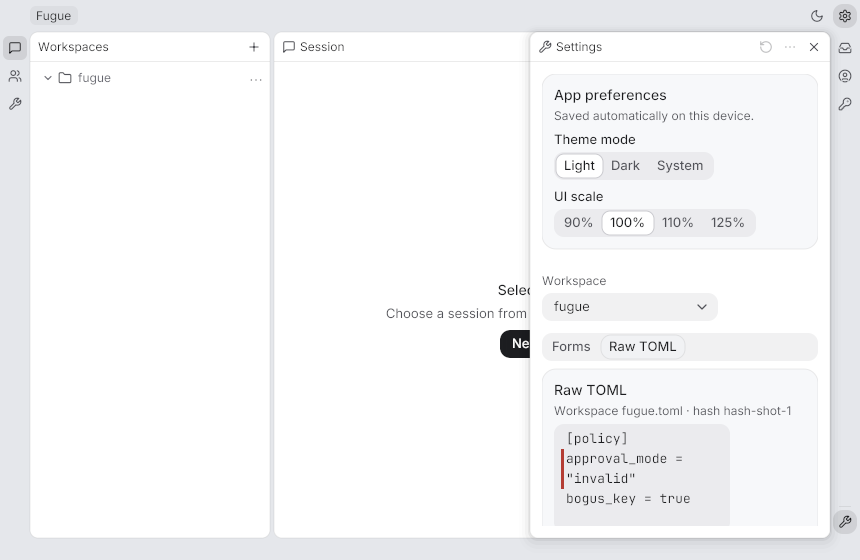 Fugue
Workspaces
fugue
Session
Choose a session from
Settings
App preferences
Saved automatically on this device.
Theme mode
Light Dark System
UI scale
90% 100% 110% 125%
Workspace
fugue
Forms Raw TOML
Raw TOML
Workspace fugue.toml · hash hash-shot-1
[policy]
approval_mode =
"invalid"
bogus_key = true